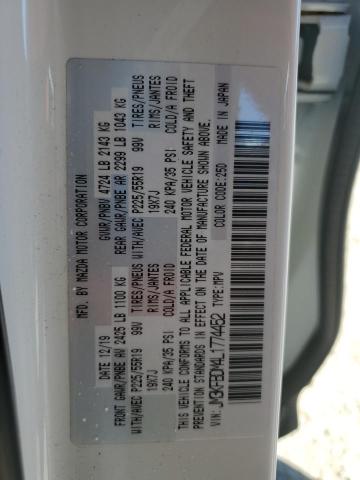 MFD. BY MAZDA MOTOR CORPORATION
DATE: 12/19 GVWR/PNBV 4724 LB 2143 KG
FRONT GAWR/PNBE AV 2425 LB 1100 KG REAR GAWR/PNBE AR 2299 LB 1043 KG
WITH/AVEC P225/55R19 99V TIRES/PNEUS WITH/AVEC P225/55R19 99V TIRES/PNEUS
19X7J RIMS/JANTES 19X7J RIMS/JANTES
240 KPA/35 PSI COLD/A FROID 240 KPA/35 PSI COLD/A FROID
THIS VEHICLE CONFORMS TO ALL APPLICABLE FEDERAL MOTOR VEHICLE SAFETY AND THEFT
PREVENTION STANDARDS IN EFFECT ON THE DATE OF MANUFACTURE SHOWN ABOVE.
VIN: JM3KFBDM4L1774452 TYPE: MPV COLOR CODE: 25D MADE IN JAPAN